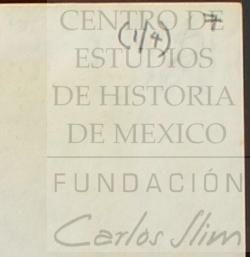 CENTRO DE
(1/4)
ESTUDIOS
DE HISTORIA
DE MEXICO
FUNDACIÓN
Carlos Slim